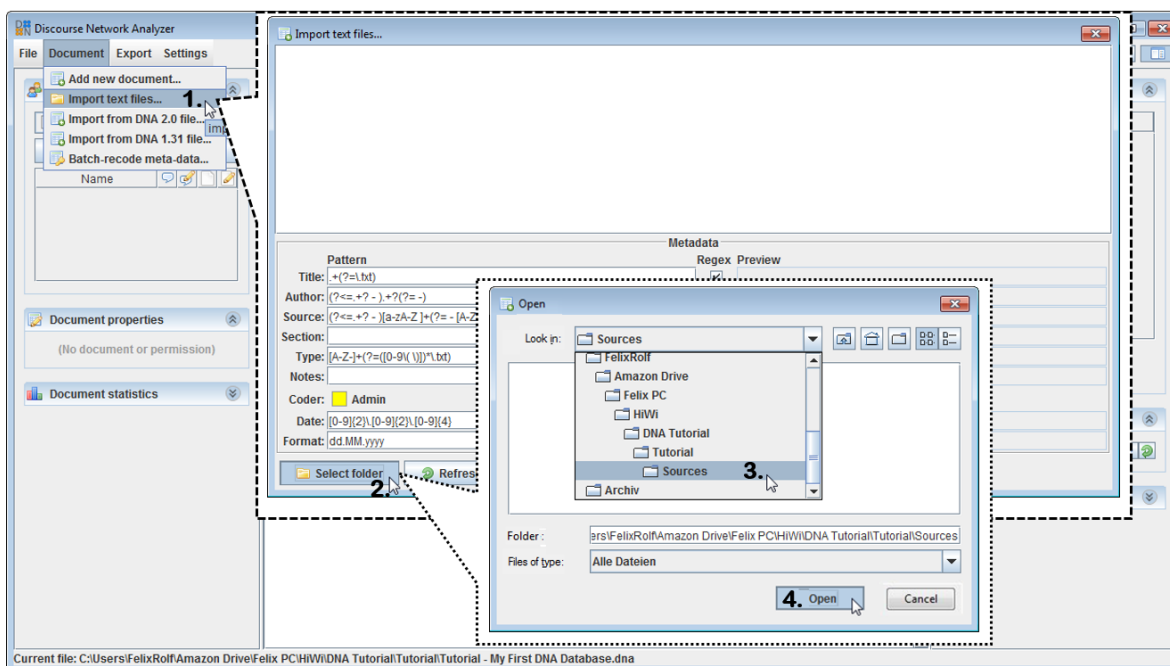 Discourse Network Analyzer
File Document Export Settings
Add new document...
Import text files... 1.
Import from DNA 2.0 file...
imp
Import from DNA 1.31 file...
Batch-recode meta-data...
Name
Document properties
(No document or permission)
Document statistics
Import text files...
Metadata
Pattern Regex Preview
Title: .+(?=\.txt)
Author: (?<=.+? - ).+?(?= -)
Source: (?<=.+? - )[a-zA-Z ]+(?= - [A-Z
Section:
Type: [A-Z-]+(?=([0-9\( \)])*\.txt)
Notes:
Coder: Admin
Date: [0-9]{2}\.[0-9]{2}\.[0-9]{4}
Format: dd.MM.yyyy
Select folder Refres
2.
Open
Look in: Sources
FelixRolf
Amazon Drive
Felix PC
HiWi
DNA Tutorial
Tutorial
Sources 3.
Archiv
Folder : ers\FelixRolf\Amazon Drive\Felix PC\HiWi\DNA Tutorial\Tutorial\Sources
Files of type: Alle Dateien
4. Open Cancel
Current file: C:\Users\FelixRolf\Amazon Drive\Felix PC\HiWi\DNA Tutorial\Tutorial\Tutorial - My First DNA Database.dna